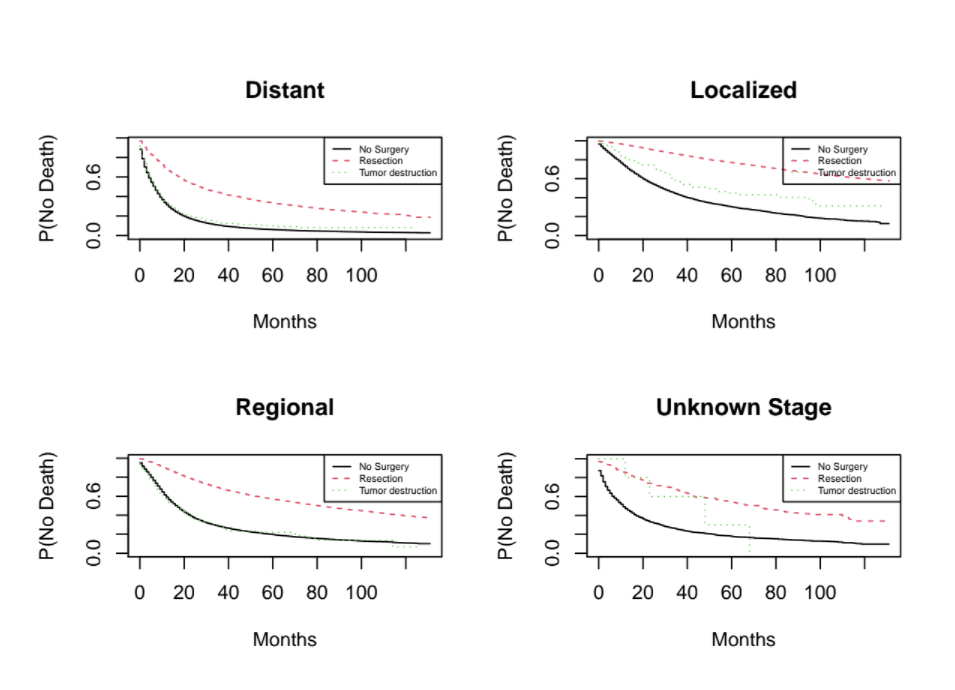 Distant
P(No Death)
0.6
0.0
No Surgery
Resection
Tumor destruction
0 20 40 60 80 100
Months
Localized
P(No Death)
0.6
0.0
No Surgery
Resection
Tumor destruction
0 20 40 60 80 100
Months
Regional
P(No Death)
0.6
0.0
No Surgery
Resection
Tumor destruction
0 20 40 60 80 100
Months
Unknown Stage
P(No Death)
0.6
0.0
No Surgery
Resection
Tumor destruction
0 20 40 60 80 100
Months